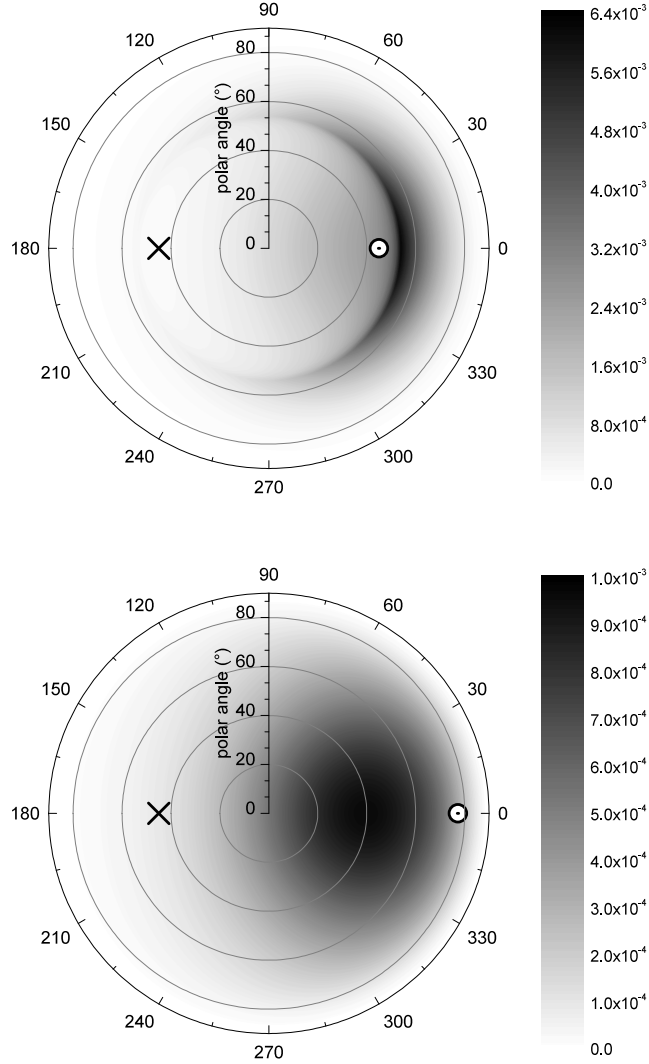 90
120
60
150
30
180
0
210
330
240
300
270
polar angle (°)
80
60
40
20
0
6.4x10⁻³
5.6x10⁻³
4.8x10⁻³
4.0x10⁻³
3.2x10⁻³
2.4x10⁻³
1.6x10⁻³
8.0x10⁻⁴
0.0
90
120
60
150
30
180
0
210
330
240
300
270
polar angle (°)
80
60
40
20
0
1.0x10⁻³
9.0x10⁻⁴
8.0x10⁻⁴
7.0x10⁻⁴
6.0x10⁻⁴
5.0x10⁻⁴
4.0x10⁻⁴
3.0x10⁻⁴
2.0x10⁻⁴
1.0x10⁻⁴
0.0